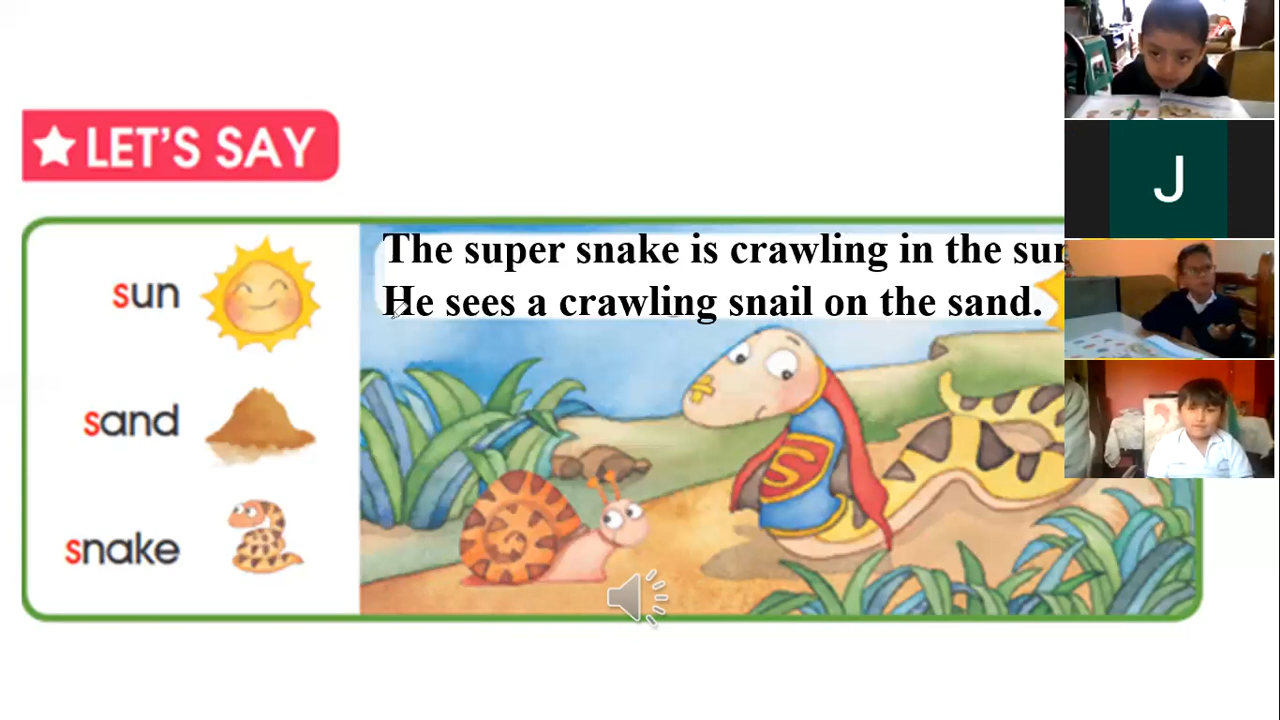 LET'S SAY
sun
sand
snake
The super snake is crawling in the
He sees a crawling snail on the sand.
S
J